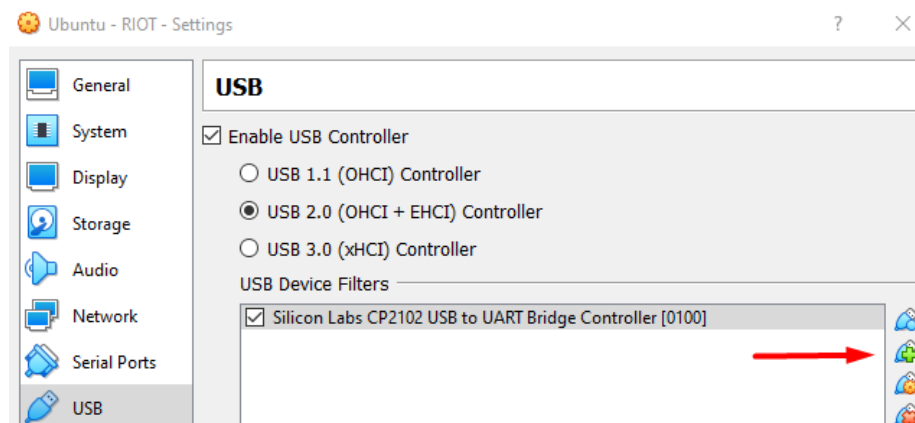 Ubuntu - RIOT - Settings
?
General
System
Display
Storage
Audio
Network
Serial Ports
USB
USB
Enable USB Controller
USB 1.1 (OHCI) Controller
USB 2.0 (OHCI + EHCI) Controller
USB 3.0 (xHCI) Controller
USB Device Filters
Silicon Labs CP2102 USB to UART Bridge Controller [0100]